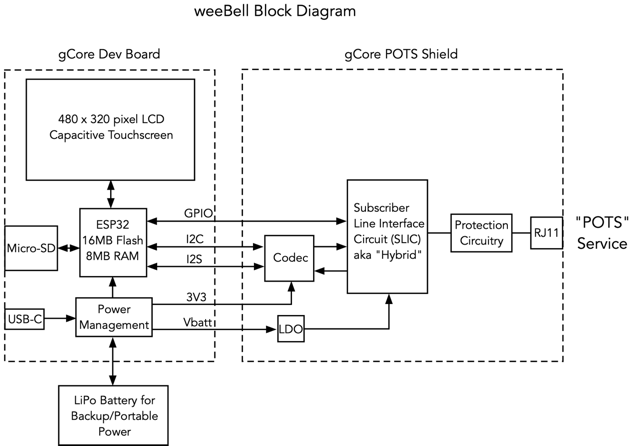 weeBell Block Diagram
gCore Dev Board
gCore POTS Shield
480 x 320 pixel LCD
Capacitive Touchscreen
ESP32
16MB Flash
8MB RAM
Micro-SD
USB-C
Power
Management
LiPo Battery for
Backup/Portable
Power
GPIO
I2C
I2S
3V3
Vbatt
Codec
LDO
Subscriber
Line Interface
Circuit (SLIC)
aka "Hybrid"
Protection
Circuitry
RJ11
"POTS"
Service